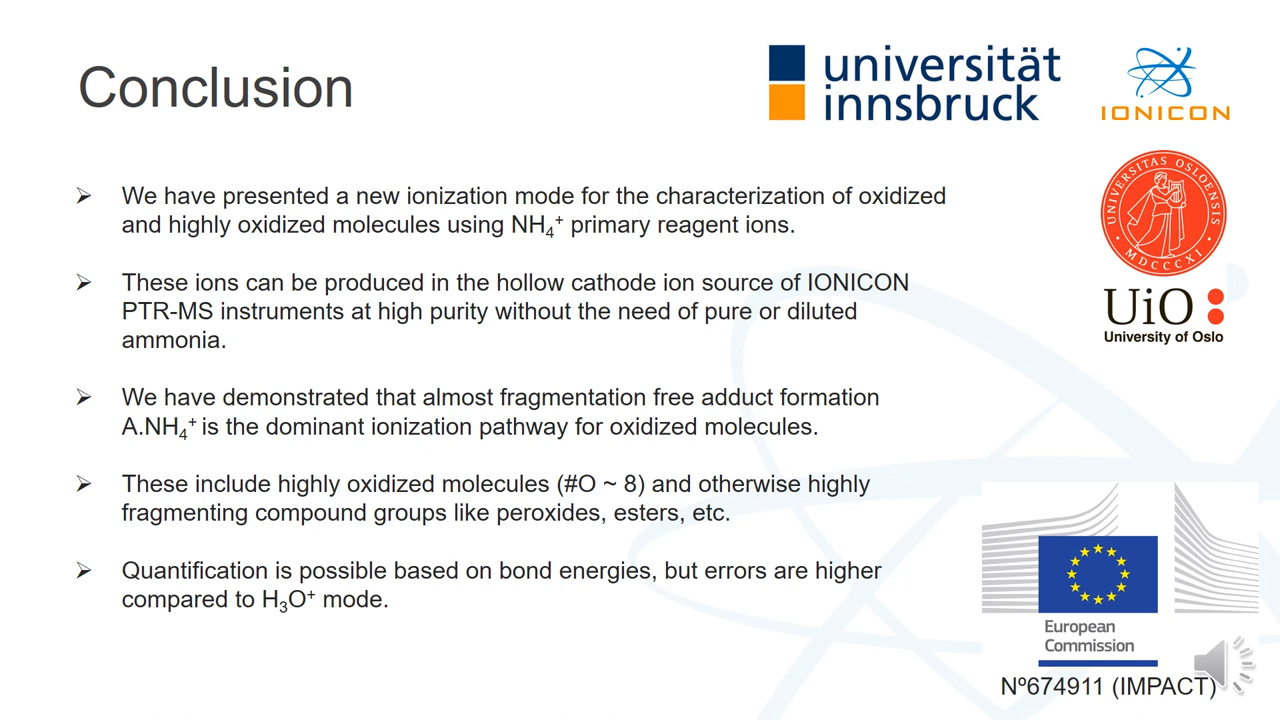 Conclusion
universität
innsbruck
IONICON
UNIVERSITAS OSLOENSIS
MDCCCXI
UiO
University of Oslo
➢ We have presented a new ionization mode for the characterization of oxidized
and highly oxidized molecules using NH₄⁺ primary reagent ions.
➢ These ions can be produced in the hollow cathode ion source of IONICON
PTR-MS instruments at high purity without the need of pure or diluted
ammonia.
➢ We have demonstrated that almost fragmentation free adduct formation
A.NH₄⁺ is the dominant ionization pathway for oxidized molecules.
➢ These include highly oxidized molecules (#O ~ 8) and otherwise highly
fragmenting compound groups like peroxides, esters, etc.
➢ Quantification is possible based on bond energies, but errors are higher
compared to H₃O⁺ mode.
European
Commission
Nº674911 (IMPACT)